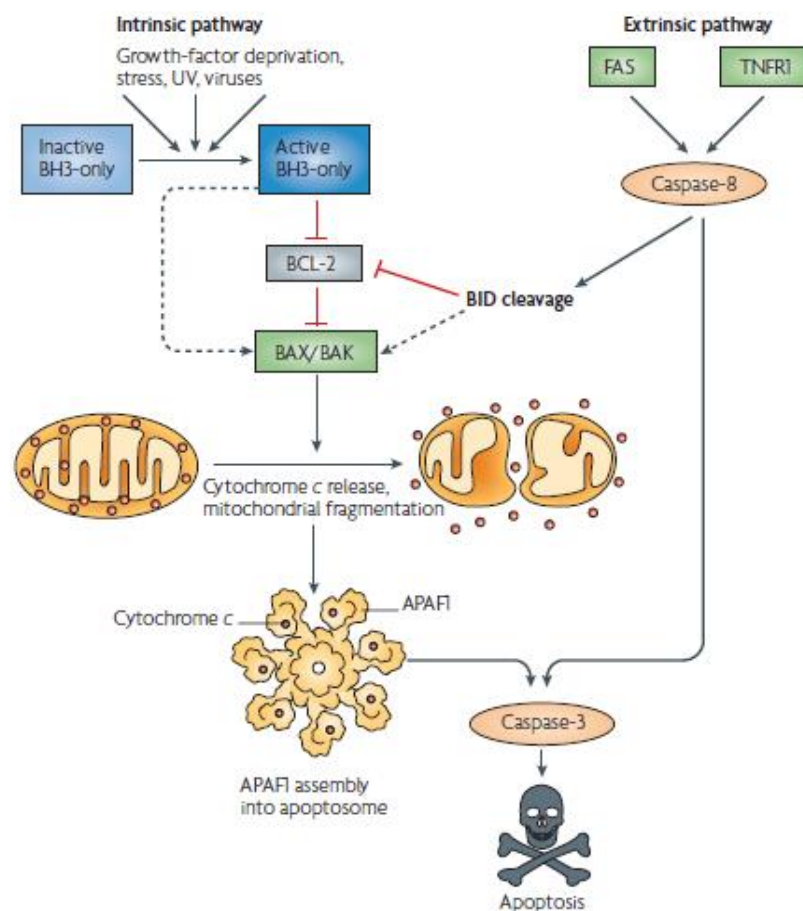 Intrinsic pathway
Growth-factor deprivation,
stress, UV, viruses
Extrinsic pathway
FAS
TNFR1
Inactive
BH3-only
Active
BH3-only
Caspase-8
BCL-2
BID cleavage
BAX/BAK
Cytochrome c release,
mitochondrial fragmentation
Cytochrome c
APAF1
Caspase-3
APAF1 assembly
into apoptosome
Apoptosis